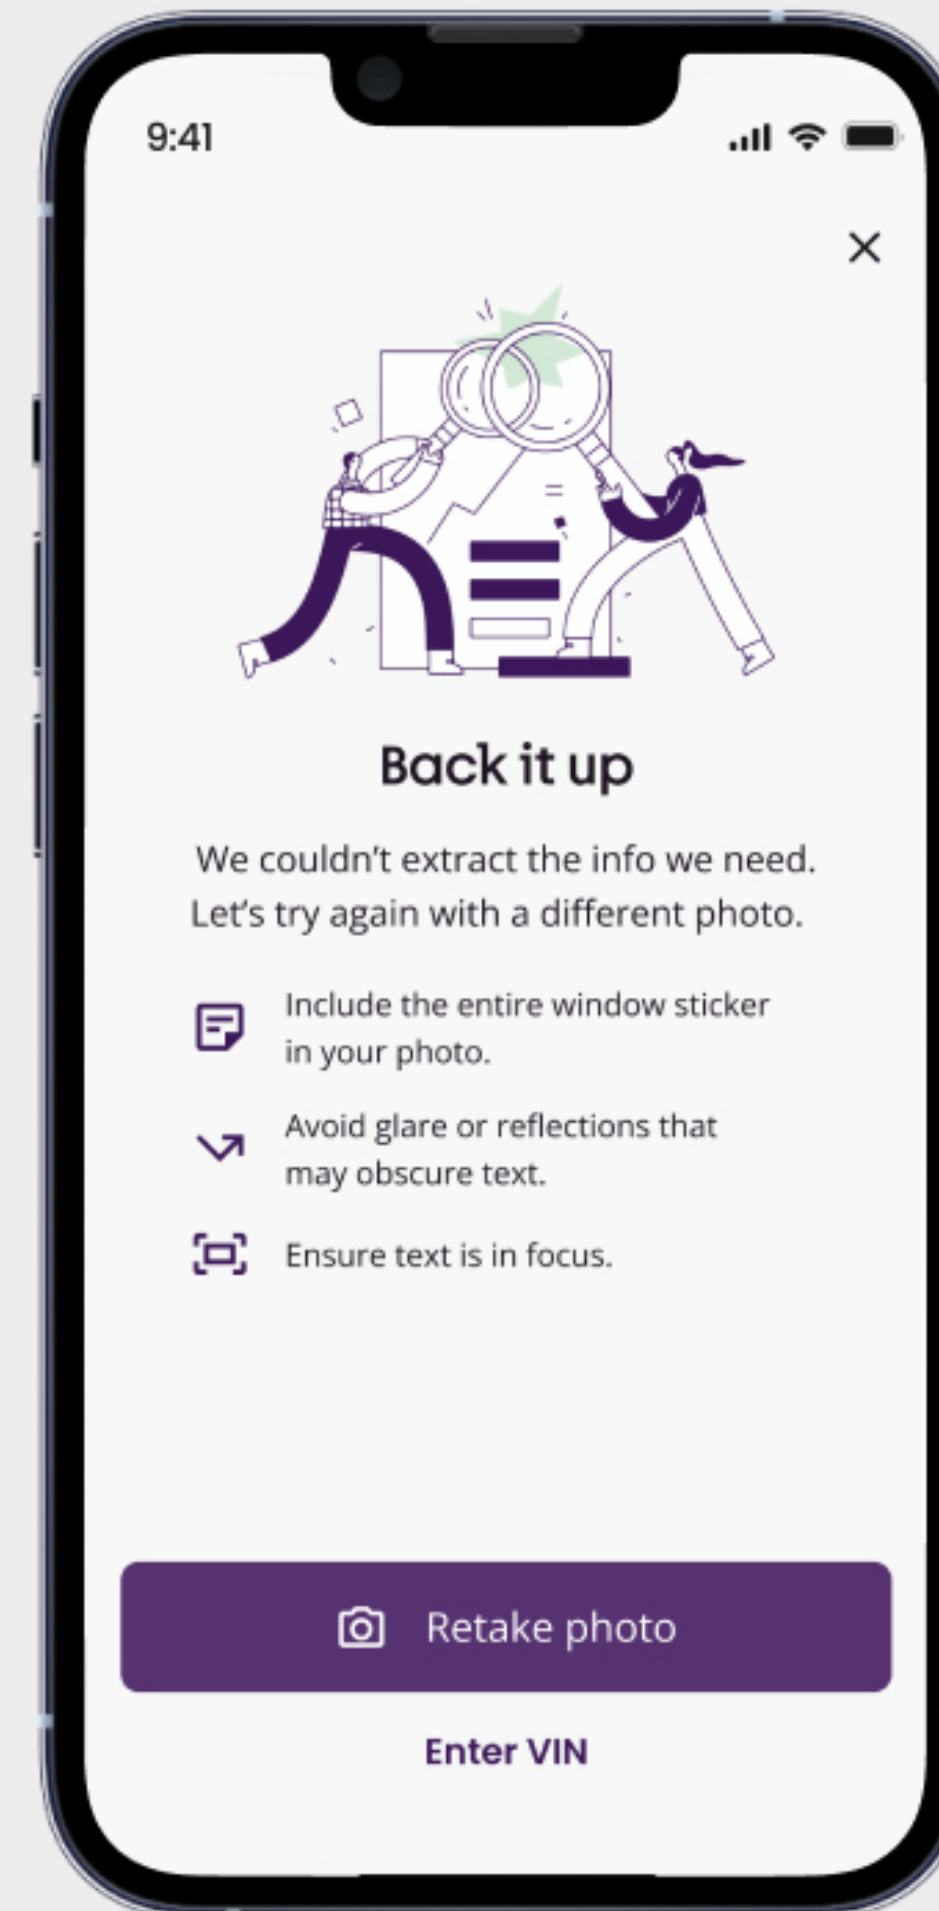 9:41
Back it up
We couldn’t extract the info we need.
Let’s try again with a different photo.
Include the entire window sticker
in your photo.
Avoid glare or reflections that
may obscure text.
Ensure text is in focus.
Retake photo
Enter VIN